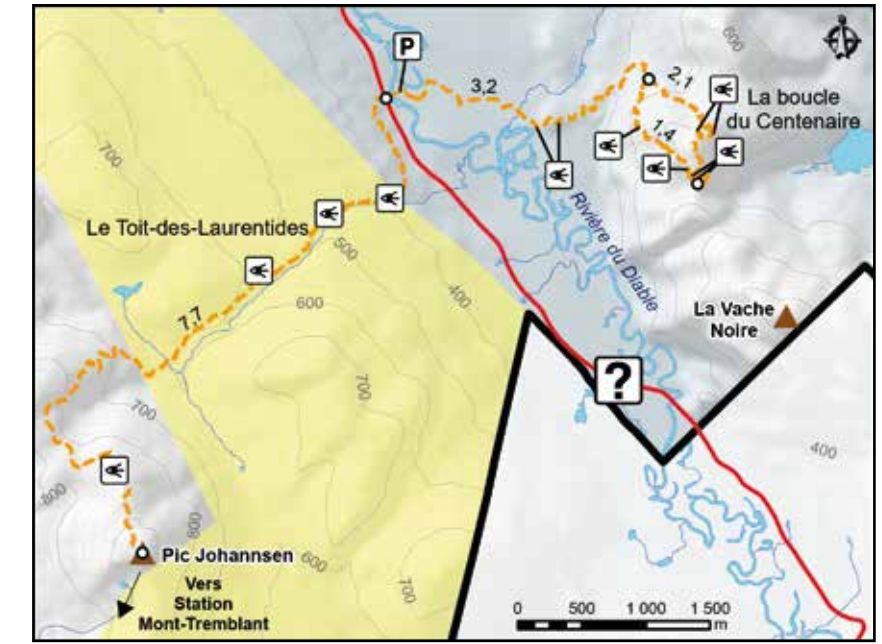 600
P
2,1
3,2
La boucle
du Centenaire
1,4
700
Rivière du Diable
Le Toit-des-Laurentides
500
400
600
7,7
La Vache
Noire
?
700
700
400
800
800
Pic Johannsen
600
700
Vers
Station
Mont-Tremblant
0 500 1 000 1 500
m